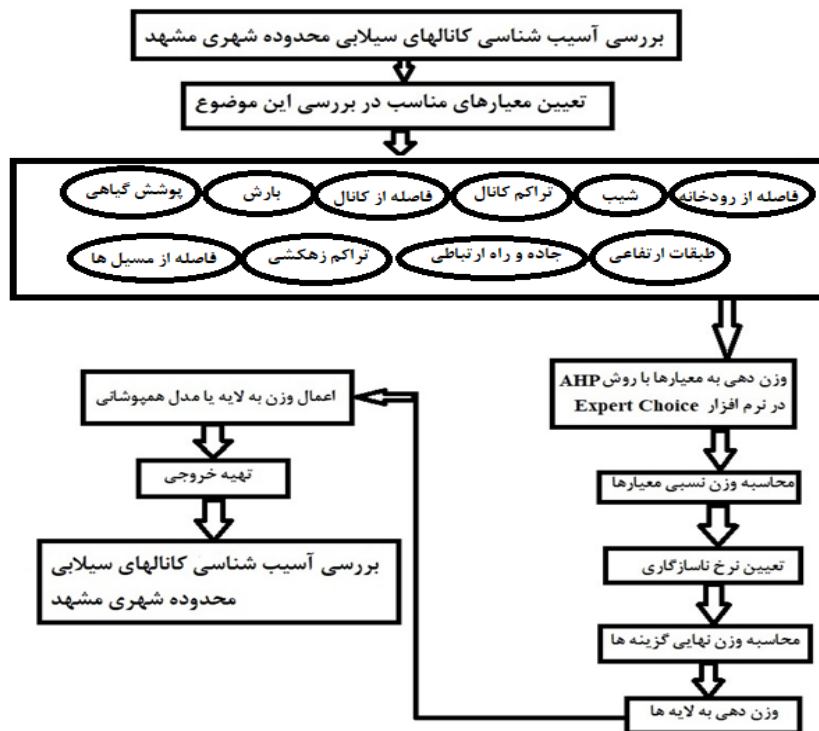 بررسی آسیب شناسی کانالهای سیلابی محدوده شهری مشهد
تعیین معیارهای مناسب در بررسی این موضوع
فاصله از رودخانه
شیب
تراکم کانال
فاصله از کانال
بارش
پوشش گیاهی
طبقات ارتفاعی
جاده و راه ارتباطی
تراکم زهکشی
فاصله از مسیل ها
وزن دهی به معیارها با روش AHP
در نرم افزار Expert Choice
محاسبه وزن نسبی معیارها
تعیین نرخ ناسازگاری
محاسبه وزن نهایی گزینه ها
وزن دهی به لایه ها
اعمال وزن به لایه یا مدل همپوشانی
تهیه خروجی
بررسی آسیب شناسی کانالهای سیلابی
محدوده شهری مشهد